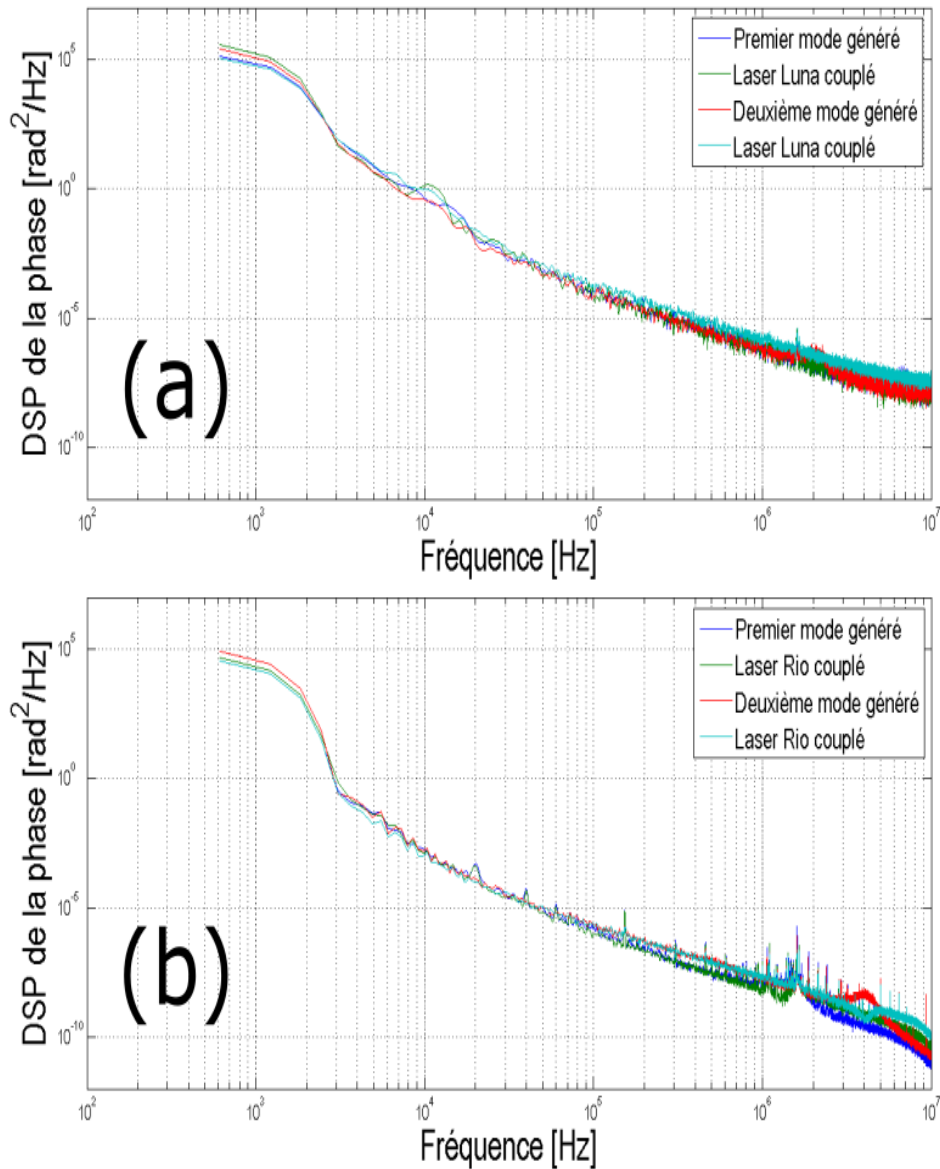 DSP de la phase [rad²/Hz]
10⁵
10⁰
10⁻⁵
10⁻¹⁰
Premier mode généré
Laser Luna couplé
Deuxième mode généré
Laser Luna couplé
(a)
10² 10³ 10⁴ 10⁵ 10⁶ 10⁷
Fréquence [Hz]
DSP de la phase [rad²/Hz]
10⁵
10⁰
10⁻⁵
10⁻¹⁰
Premier mode généré
Laser Rio couplé
Deuxième mode généré
Laser Rio couplé
(b)
10² 10³ 10⁴ 10⁵ 10⁶ 10⁷
Fréquence [Hz]